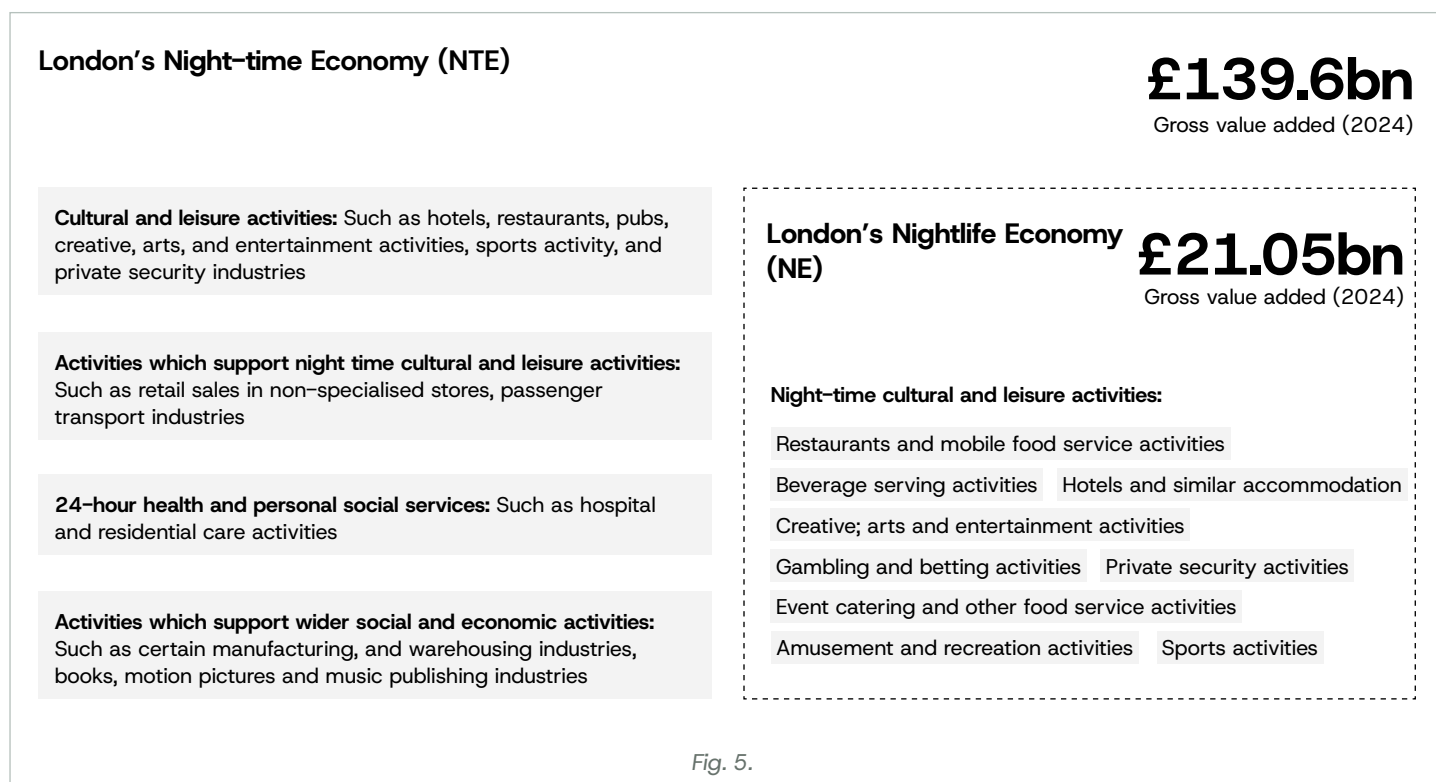 London's Night-time Economy (NTE)
£139.6bn
Gross value added (2024)
Cultural and leisure activities: Such as hotels, restaurants, pubs,
creative, arts, and entertainment activities, sports activity, and
private security industries
Activities which support night time cultural and leisure activities:
Such as retail sales in non-specialised stores, passenger
transport industries
24-hour health and personal social services: Such as hospital
and residential care activities
Activities which support wider social and economic activities:
Such as certain manufacturing, and warehousing industries,
books, motion pictures and music publishing industries
London's Nightlife Economy
(NE)
£21.05bn
Gross value added (2024)
Night-time cultural and leisure activities:
Restaurants and mobile food service activities
Beverage serving activities Hotels and similar accommodation
Creative; arts and entertainment activities
Gambling and betting activities Private security activities
Event catering and other food service activities
Amusement and recreation activities Sports activities
Fig. 5.